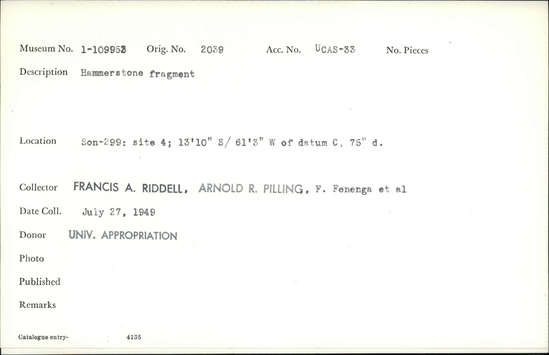 Museum No. 1-109953 Orig. No. 2039 Acc. No. UCAS-33 No. Pieces
Description Hammerstone fragment
Location Son-299: site 4; 13'10" S/ 61'3" W of datum C, 75" d.
Collector FRANCIS A. RIDDELL, ARNOLD R. PILLING, F. Fenenga et al
Date Coll. July 27, 1949
Donor UNIV. APPROPRIATION
Photo
Published
Remarks
Catalogue entry- 4135